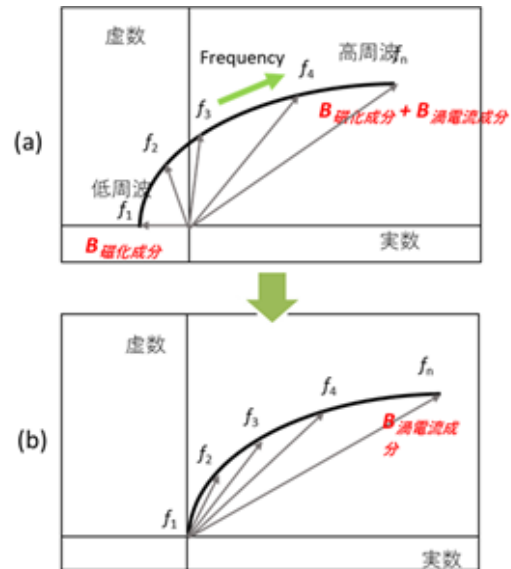 (a)
虚数
Frequency
高周波
f1
f2
f3
f4
fn
低周波
B磁化成分 + B渦電流成分
B磁化成分
実数
(b)
虚数
f1
f2
f3
f4
fn
B渦電流成
分
実数